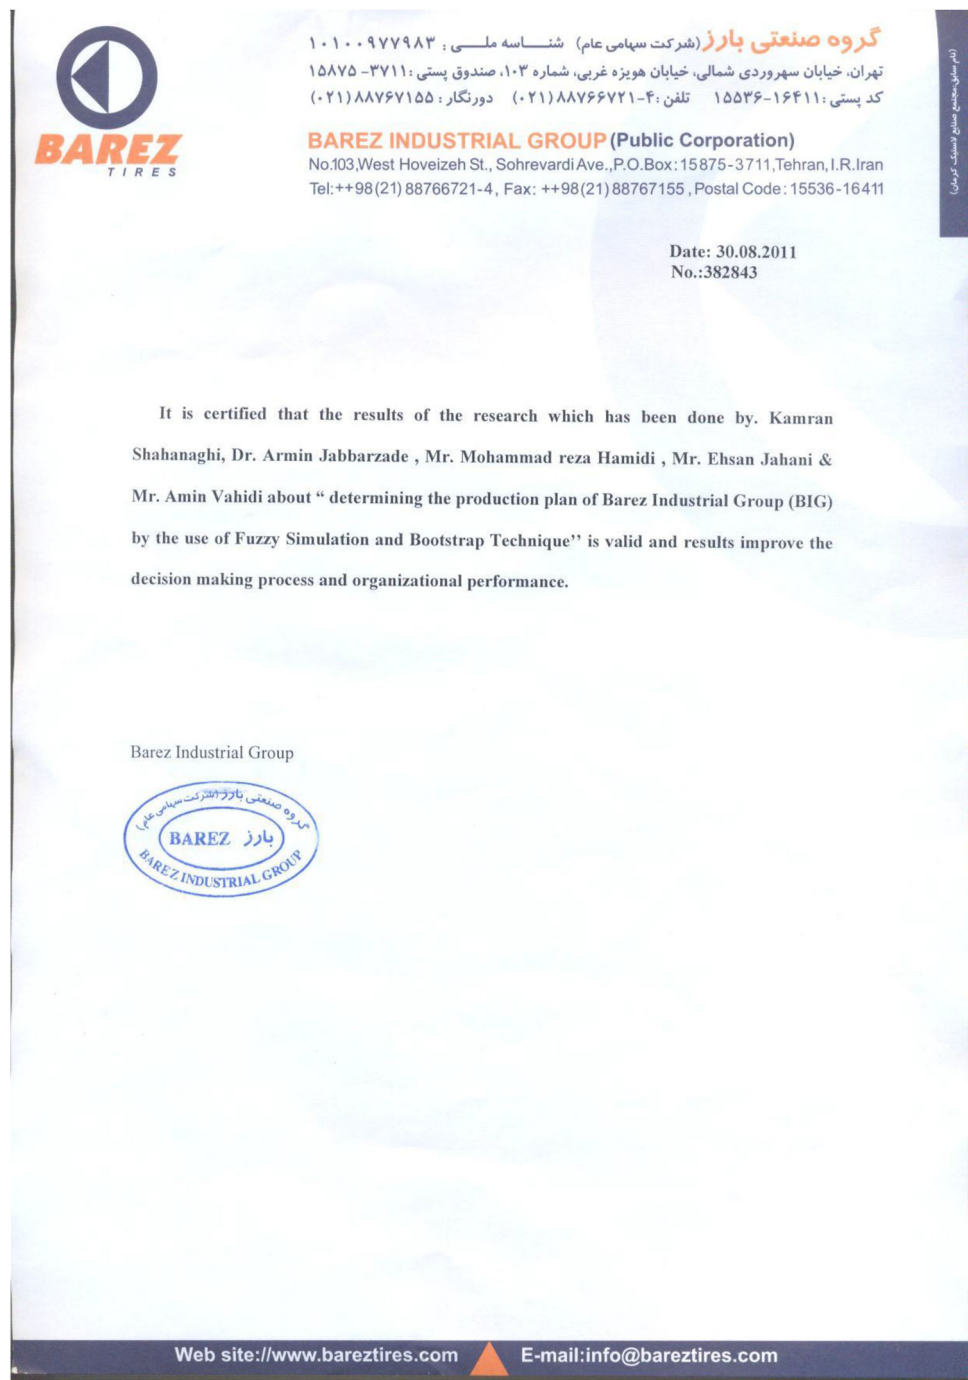 گروه صنعتی بارز (شرکت سهامی عام) شنـــاسه ملــی : ۱۰۱۰۰۹۷۷۹۸۳
تهران، خیابان سهروردی شمالی، خیابان هویزه غربی، شماره ۱۰۳، صندوق پستی : ۳۷۱۱- ۱۵۸۷۵
کد پستی : ۱۶۴۱۱-۱۵۵۳۶ تلفن : ۴-۸۸۷۶۶۷۲۱ (۰۲۱) دورنگار : ۸۸۷۶۷۱۵۵ (۰۲۱)
(نام سابق:مجتمع صنایع لاستیک کرمان)
BAREZ
TIRES
BAREZ INDUSTRIAL GROUP (Public Corporation)
No.103,West Hoveizeh St., Sohrevardi Ave.,P.O.Box: 15875-3711,Tehran,I.R.Iran
Tel:++98(21) 88766721-4, Fax: ++98(21) 88767155 , Postal Code : 15536-16411
Date: 30.08.2011
No.:382843
It is certified that the results of the research which has been done by. Kamran
Shahanaghi, Dr. Armin Jabbarzade , Mr. Mohammad reza Hamidi , Mr. Ehsan Jahani &
Mr. Amin Vahidi about “ determining the production plan of Barez Industrial Group (BIG)
by the use of Fuzzy Simulation and Bootstrap Technique’’ is valid and results improve the
decision making process and organizational performance.
Barez Industrial Group
گروه صنعتی بارز (شرکت سهامی عام)
BAREZ بارز
BAREZ INDUSTRIAL GROUP
Web site://www.bareztires.com E-mail:info@bareztires.com